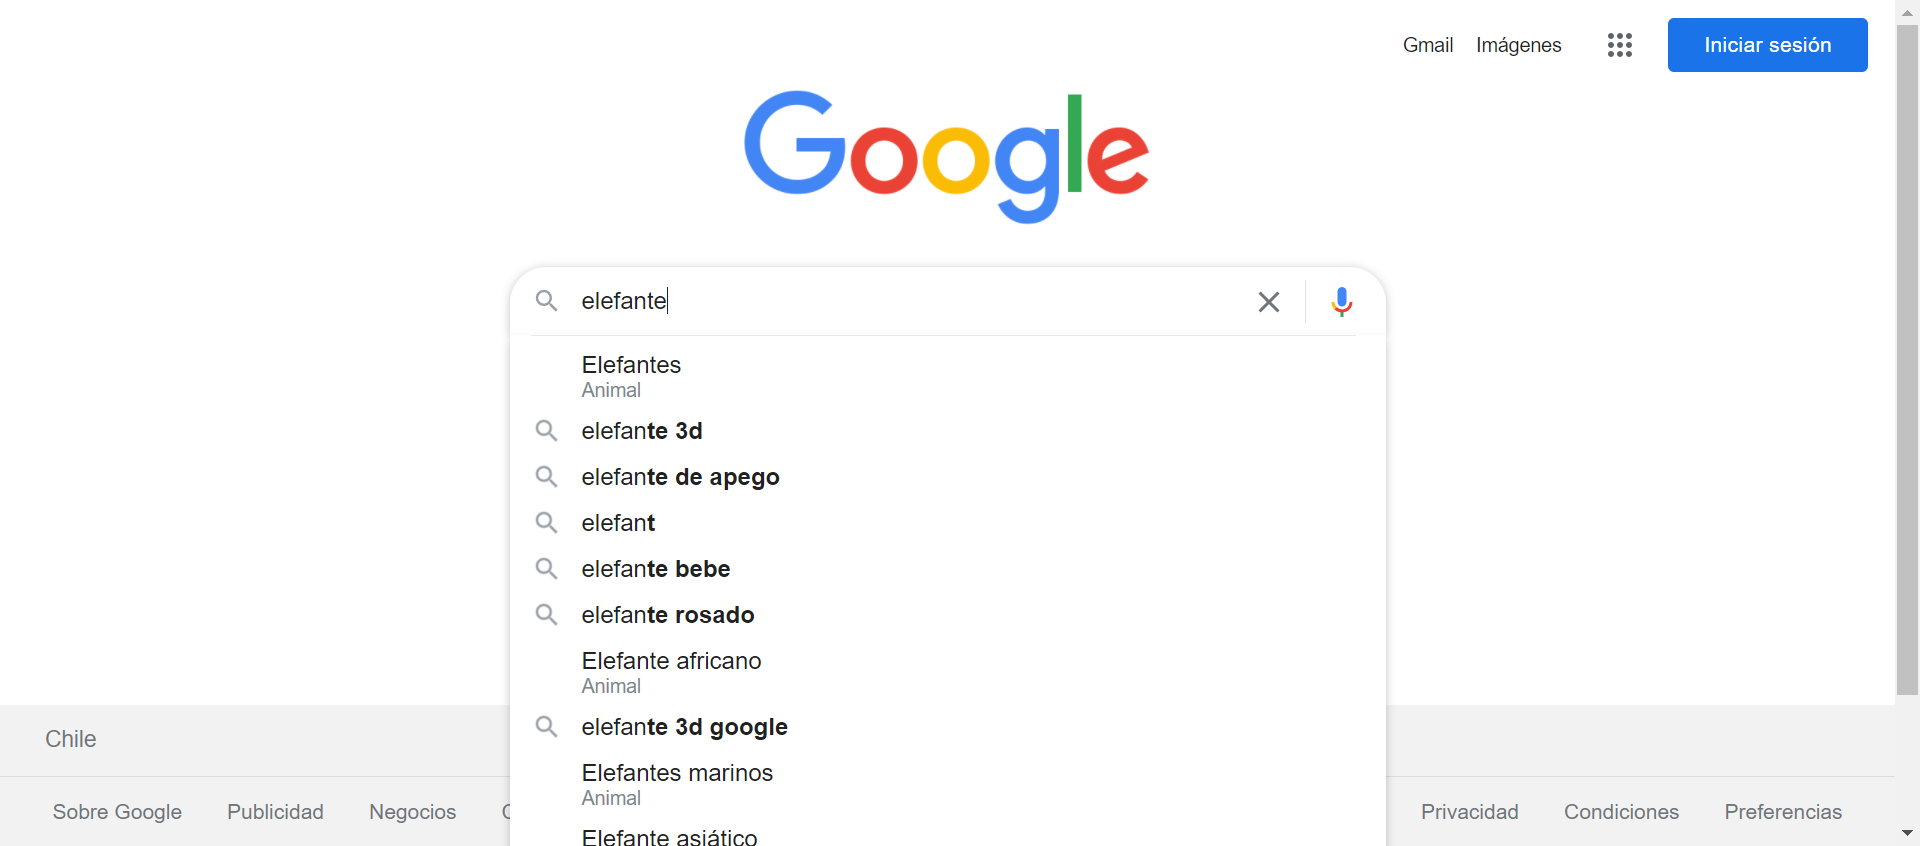 Gmail Imágenes Iniciar sesión
Google
elefante
Elefantes
Animal
elefante 3d
elefante de apego
elefant
elefante bebe
elefante rosado
Elefante africano
Animal
elefante 3d google
Elefantes marinos
Animal
Elefante asiático
Chile
Sobre Google Publicidad Negocios Privacidad Condiciones Preferencias